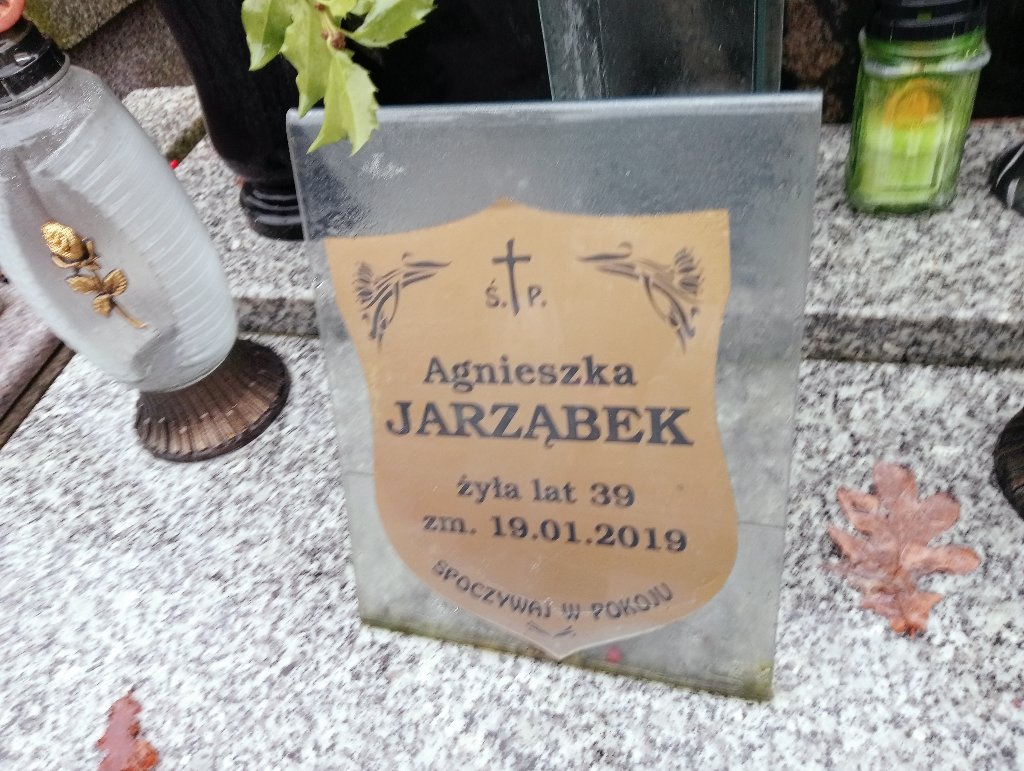 Ś. P.
Agnieszka
JARZĄBEK
żyła lat 39
zm. 19.01.2019
SPOCZYWAJ W POKOJU